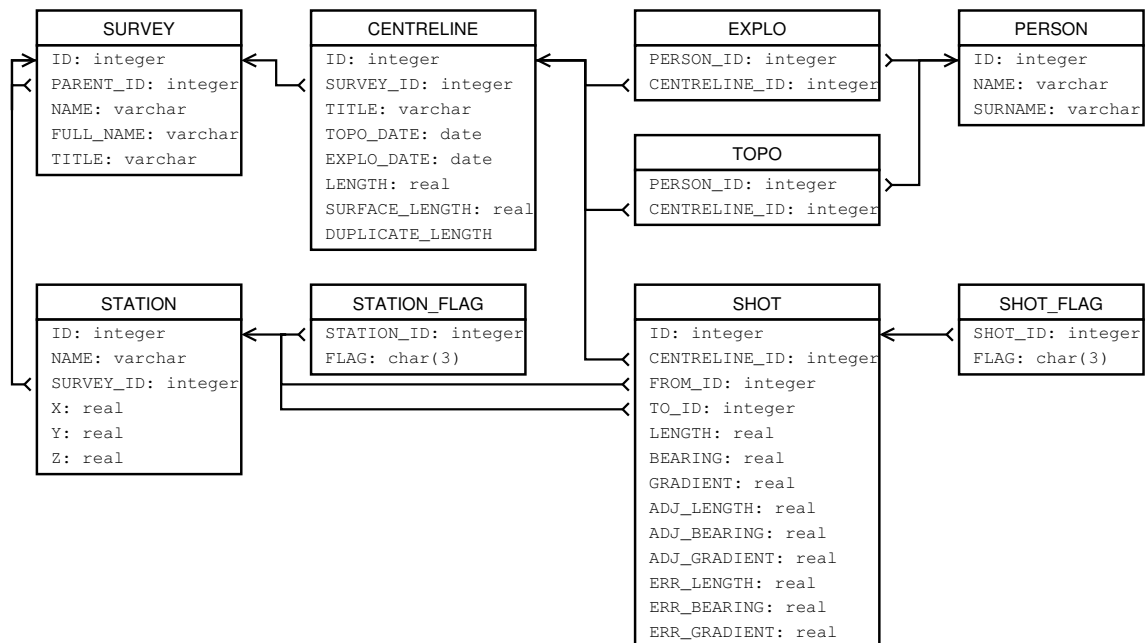 SURVEY
ID: integer
PARENT_ID: integer
NAME: varchar
FULL_NAME: varchar
TITLE: varchar
CENTRELINE
ID: integer
SURVEY_ID: integer
TITLE: varchar
TOPO_DATE: date
EXPLO_DATE: date
LENGTH: real
SURFACE_LENGTH: real
DUPLICATE_LENGTH
EXPLO
PERSON_ID: integer
CENTRELINE_ID: integer
PERSON
ID: integer
NAME: varchar
SURNAME: varchar
TOPO
PERSON_ID: integer
CENTRELINE_ID: integer
STATION
ID: integer
NAME: varchar
SURVEY_ID: integer
X: real
Y: real
Z: real
STATION_FLAG
STATION_ID: integer
FLAG: char(3)
SHOT
ID: integer
CENTRELINE_ID: integer
FROM_ID: integer
TO_ID: integer
LENGTH: real
BEARING: real
GRADIENT: real
ADJ_LENGTH: real
ADJ_BEARING: real
ADJ_GRADIENT: real
ERR_LENGTH: real
ERR_BEARING: real
ERR_GRADIENT: real
SHOT_FLAG
SHOT_ID: integer
FLAG: char(3)